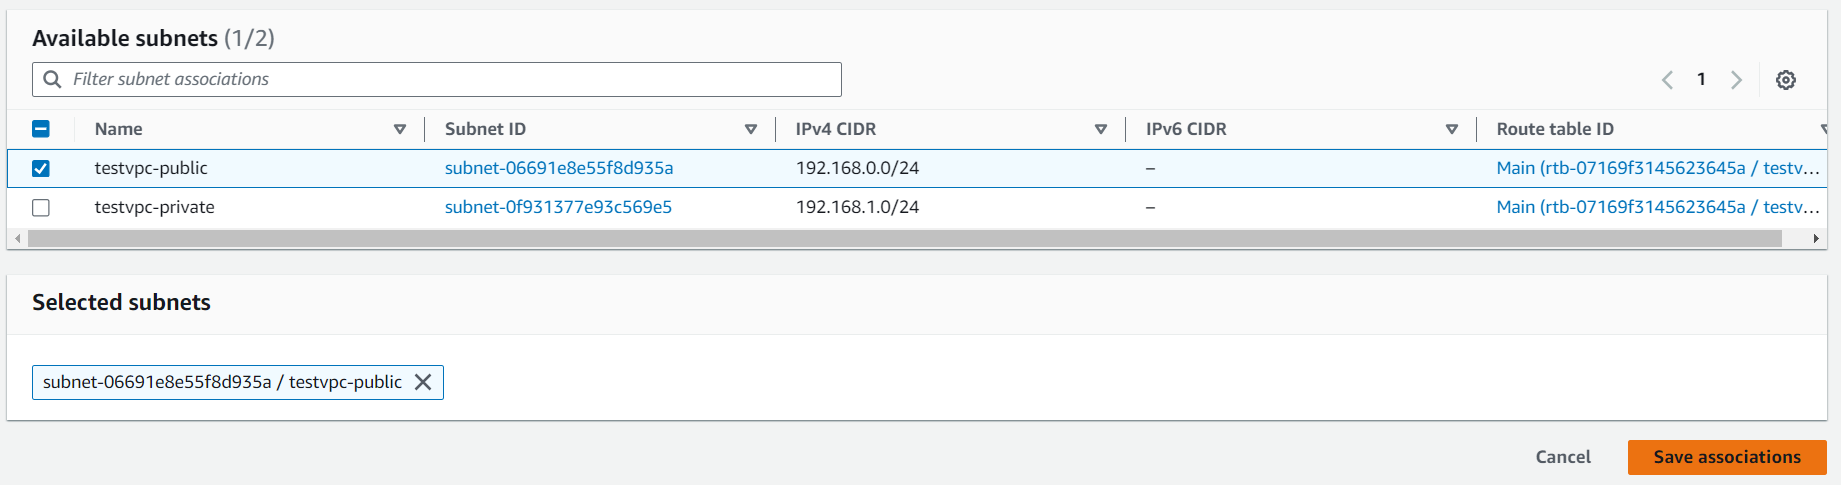 Available subnets (1/2)
Filter subnet associations
1
Name Subnet ID IPv4 CIDR IPv6 CIDR Route table ID
testvpc-public subnet-06691e8e55f8d935a 192.168.0.0/24 – Main (rtb-07169f3145623645a / testv...
testvpc-private subnet-0f931377e93c569e5 192.168.1.0/24 – Main (rtb-07169f3145623645a / testv...
Selected subnets
subnet-06691e8e55f8d935a / testvpc-public
Cancel Save associations